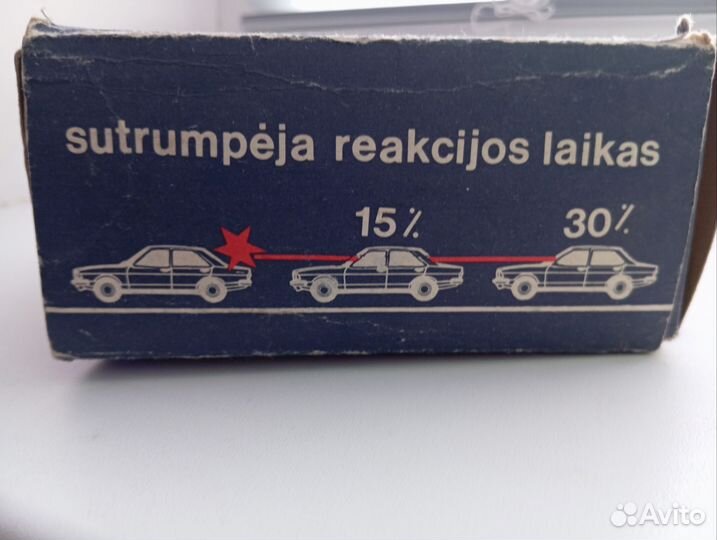 sutrumpėja reakcijos laikas
15% 30%
Avito